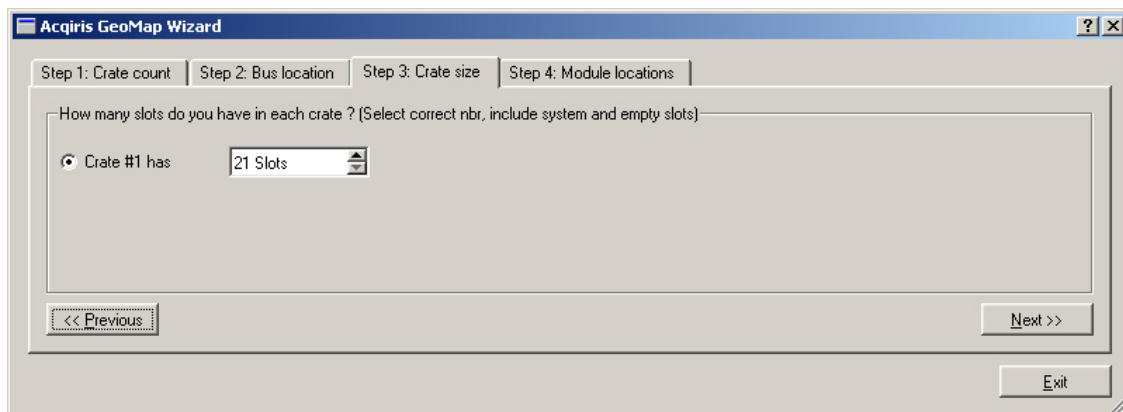 Acqiris GeoMap Wizard
Step 1: Crate count Step 2: Bus location Step 3: Crate size Step 4: Module locations
How many slots do you have in each crate ? (Select correct nbr, include system and empty slots)
Crate #1 has 21 Slots
<< Previous Next >>
Exit